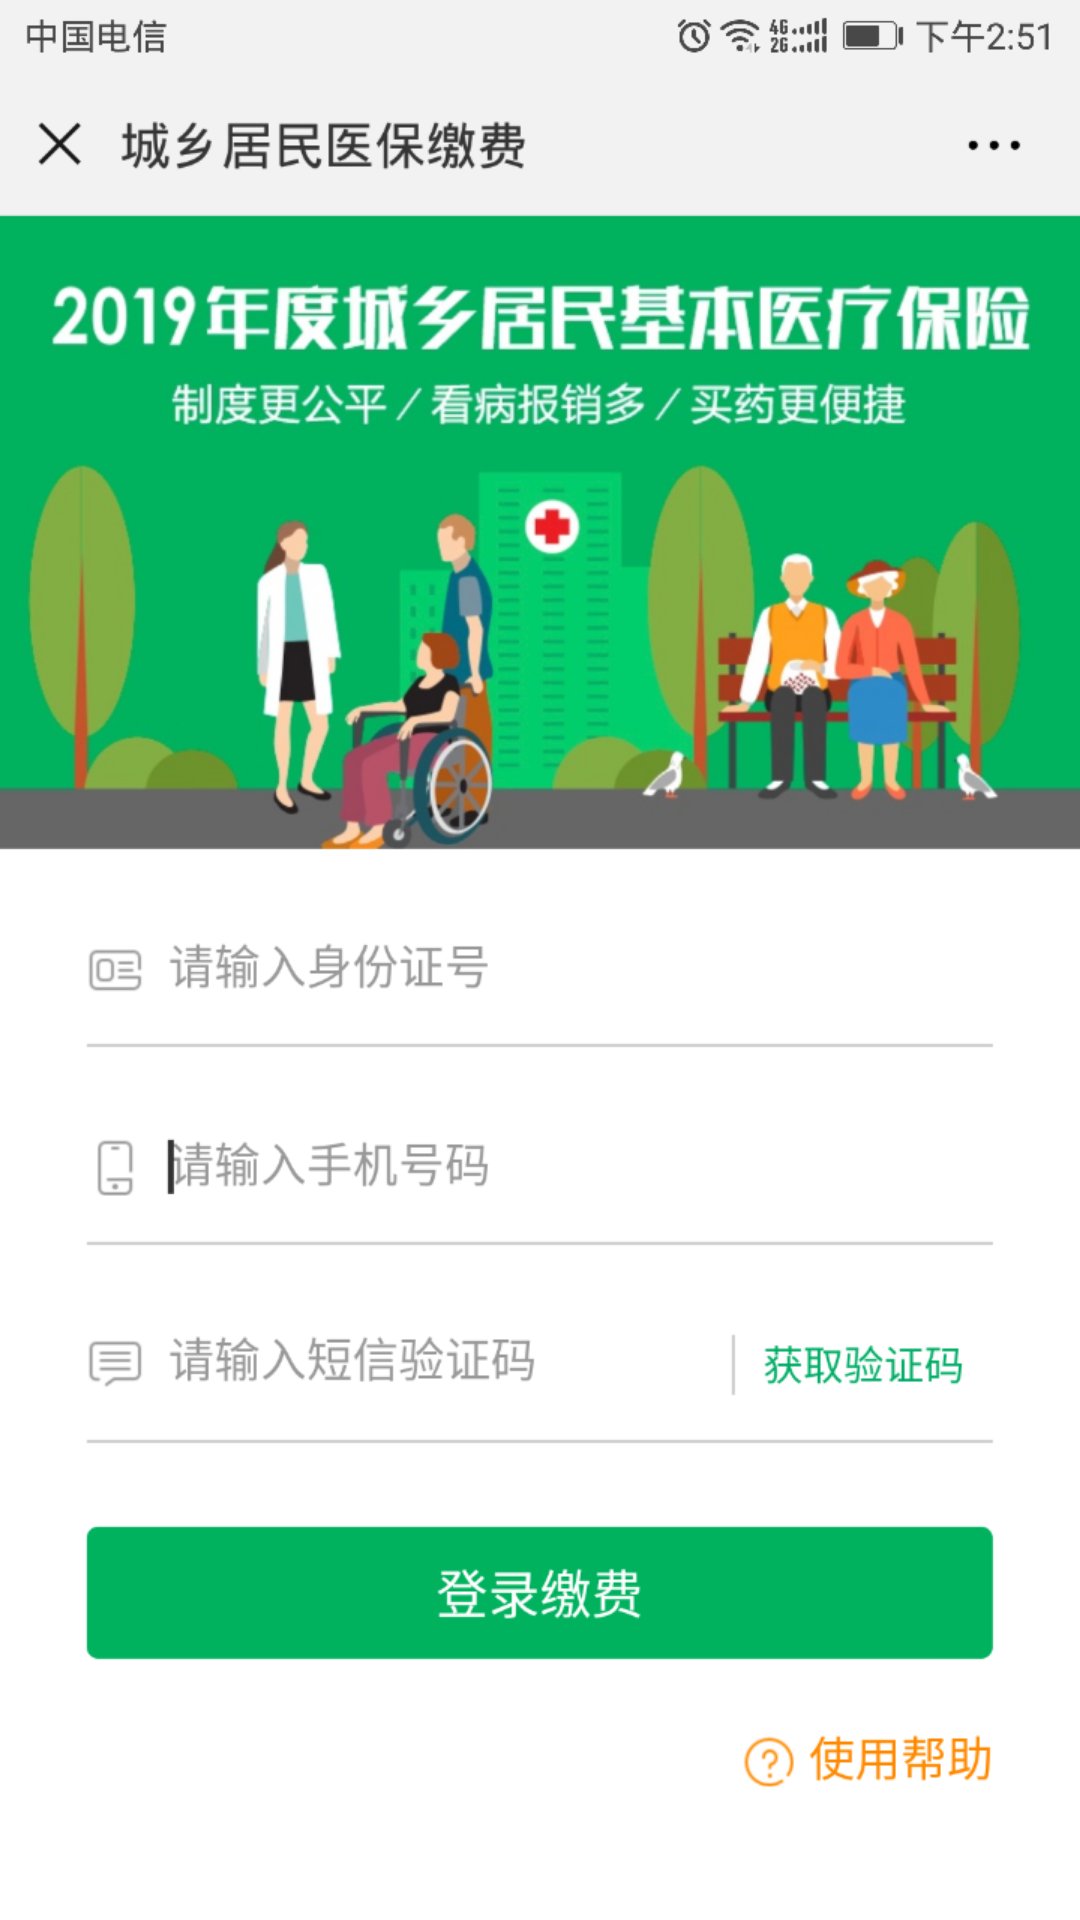 中国电信
4G
2G
下午2:51
城乡居民医保缴费
2019年度城乡居民基本医疗保险
制度更公平/看病报销多/买药更便捷
请输入身份证号
请输入手机号码
请输入短信验证码
获取验证码
登录缴费
使用帮助